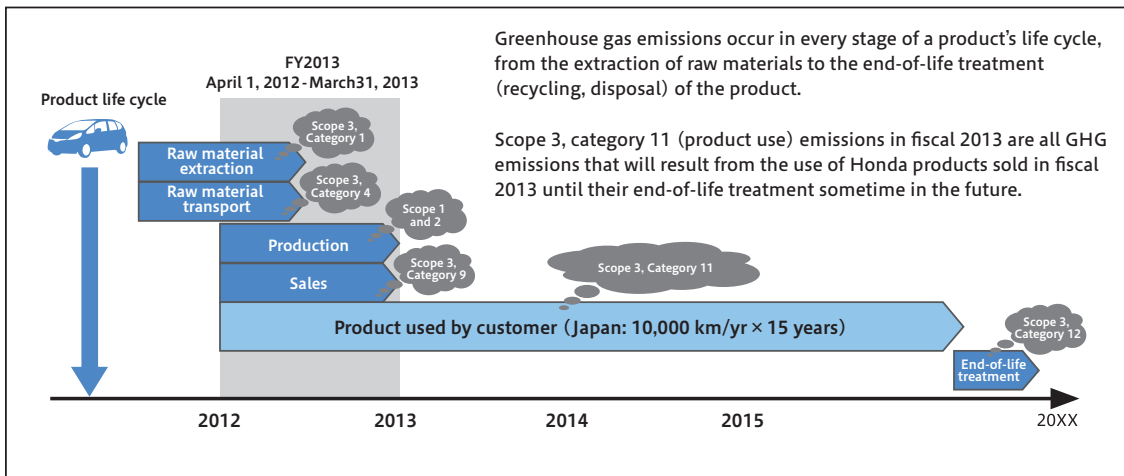 Greenhouse gas emissions occur in every stage of a product's life cycle,
from the extraction of raw materials to the end-of-life treatment
(recycling, disposal) of the product.
Scope 3, category 11 (product use) emissions in fiscal 2013 are all GHG
emissions that will result from the use of Honda products sold in fiscal
2013 until their end-of-life treatment sometime in the future.
FY2013
April 1, 2012-March31, 2013
Product life cycle
Raw material
extraction
Scope 3,
Category 1
Raw material
transport
Scope 3,
Category 4
Production
Scope 1
and 2
Sales
Scope 3,
Category 9
Scope 3, Category 11
Product used by customer (Japan: 10,000 km/yr × 15 years)
Scope 3,
Category 12
End-of-life
treatment
2012
2013
2014
2015
20XX